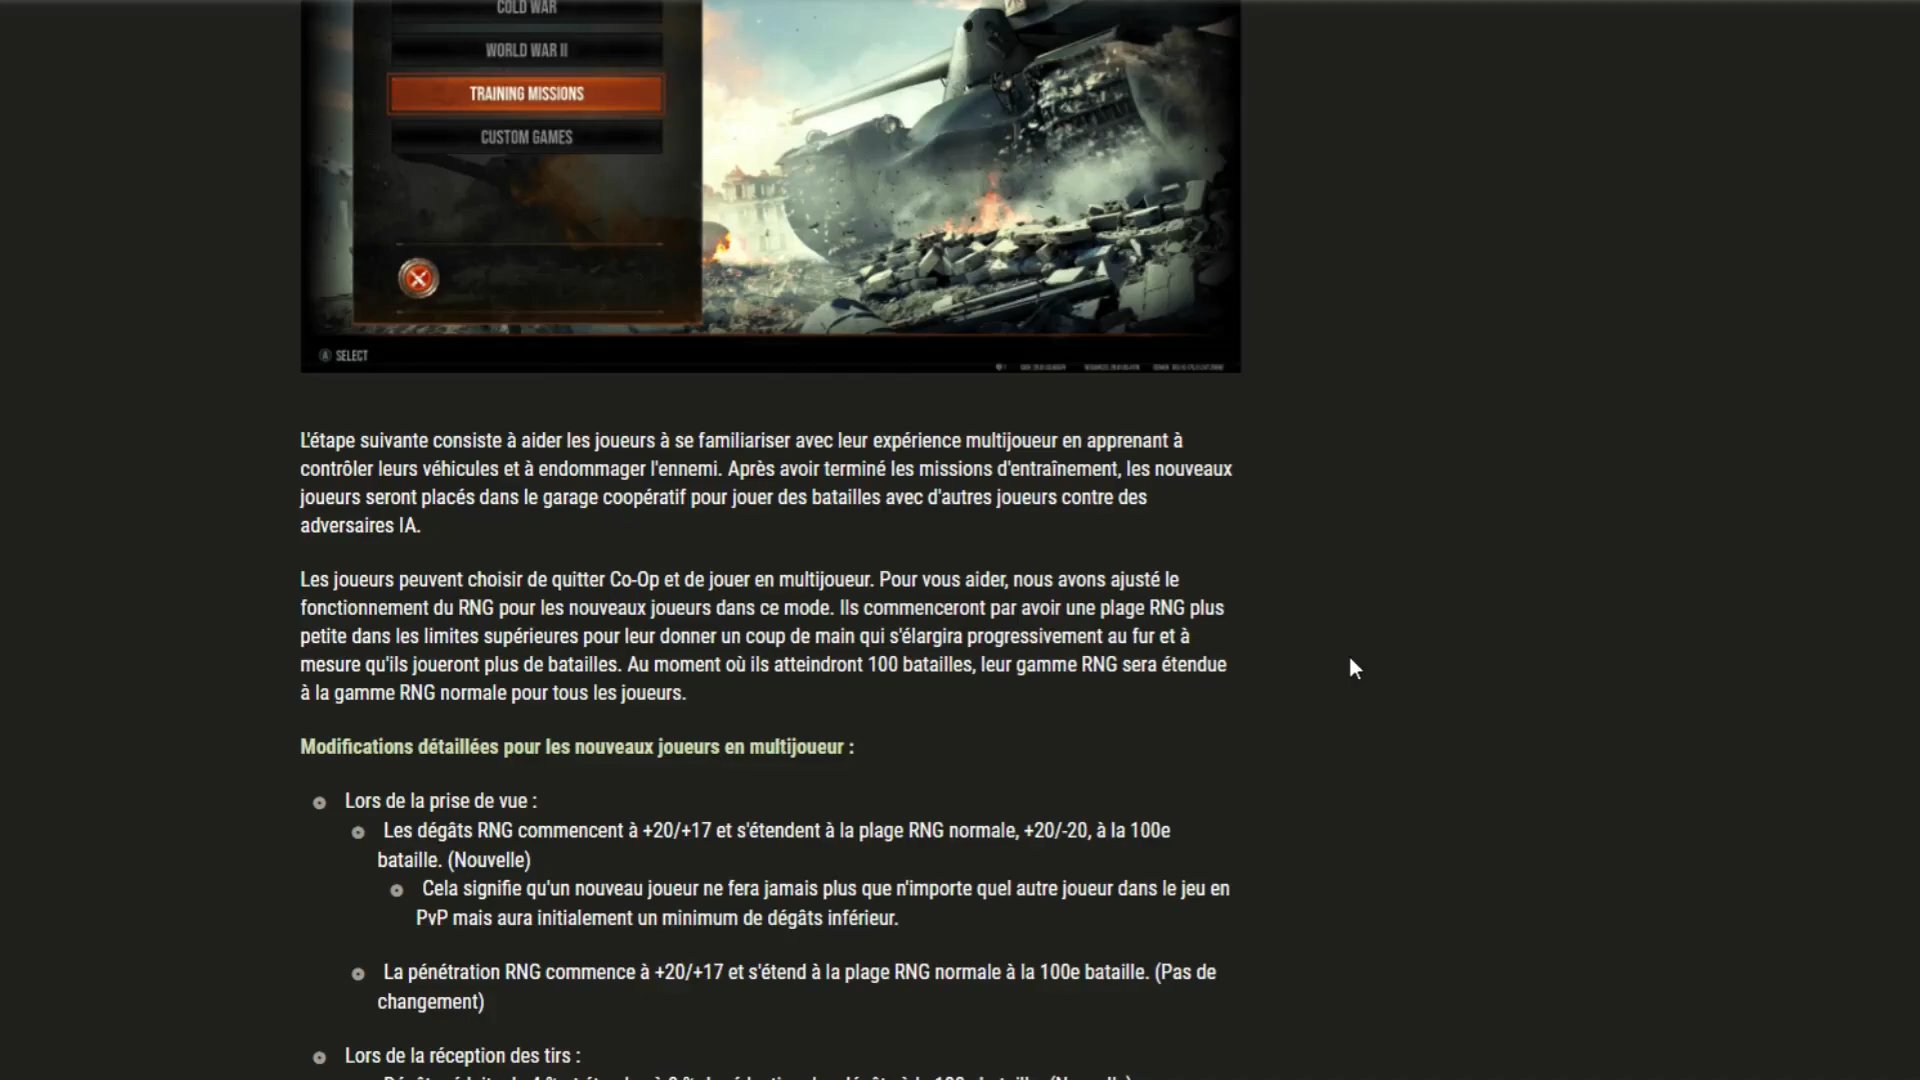 COLD WAR
WORLD WAR II
TRAINING MISSIONS
CUSTOM GAMES
A SELECT
L'étape suivante consiste à aider les joueurs à se familiariser avec leur expérience multijoueur en apprenant à
contrôler leurs véhicules et à endommager l'ennemi. Après avoir terminé les missions d'entraînement, les nouveaux
joueurs seront placés dans le garage coopératif pour jouer des batailles avec d'autres joueurs contre des
adversaires IA.
Les joueurs peuvent choisir de quitter Co-Op et de jouer en multijoueur. Pour vous aider, nous avons ajusté le
fonctionnement du RNG pour les nouveaux joueurs dans ce mode. Ils commenceront par avoir une plage RNG plus
petite dans les limites supérieures pour leur donner un coup de main qui s'élargira progressivement au fur et à
mesure qu'ils joueront plus de batailles. Au moment où ils atteindront 100 batailles, leur gamme RNG sera étendue
à la gamme RNG normale pour tous les joueurs.
Modifications détaillées pour les nouveaux joueurs en multijoueur :
Lors de la prise de vue :
Les dégâts RNG commencent à +20/+17 et s'étendent à la plage RNG normale, +20/-20, à la 100e
bataille. (Nouvelle)
Cela signifie qu'un nouveau joueur ne fera jamais plus que n'importe quel autre joueur dans le jeu en
PvP mais aura initialement un minimum de dégâts inférieur.
La pénétration RNG commence à +20/+17 et s'étend à la plage RNG normale à la 100e bataille. (Pas de
changement)
Lors de la réception des tirs :